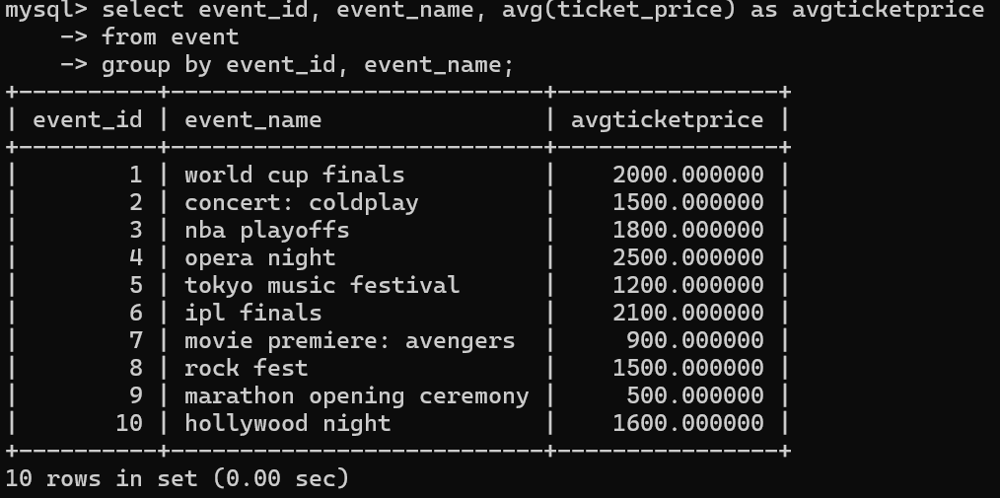 mysql> select event_id, event_name, avg(ticket_price) as avgticketprice
    -> from event
    -> group by event_id, event_name;
+----------+---------------------------+----------------+
| event_id | event_name                | avgticketprice |
+----------+---------------------------+----------------+
|        1 | world cup finals          |    2000.000000 |
|        2 | concert: coldplay         |    1500.000000 |
|        3 | nba playoffs              |    1800.000000 |
|        4 | opera night               |    2500.000000 |
|        5 | tokyo music festival      |    1200.000000 |
|        6 | ipl finals                |    2100.000000 |
|        7 | movie premiere: avengers  |     900.000000 |
|        8 | rock fest                 |    1500.000000 |
|        9 | marathon opening ceremony |     500.000000 |
|       10 | hollywood night           |    1600.000000 |
+----------+---------------------------+----------------+
10 rows in set (0.00 sec)